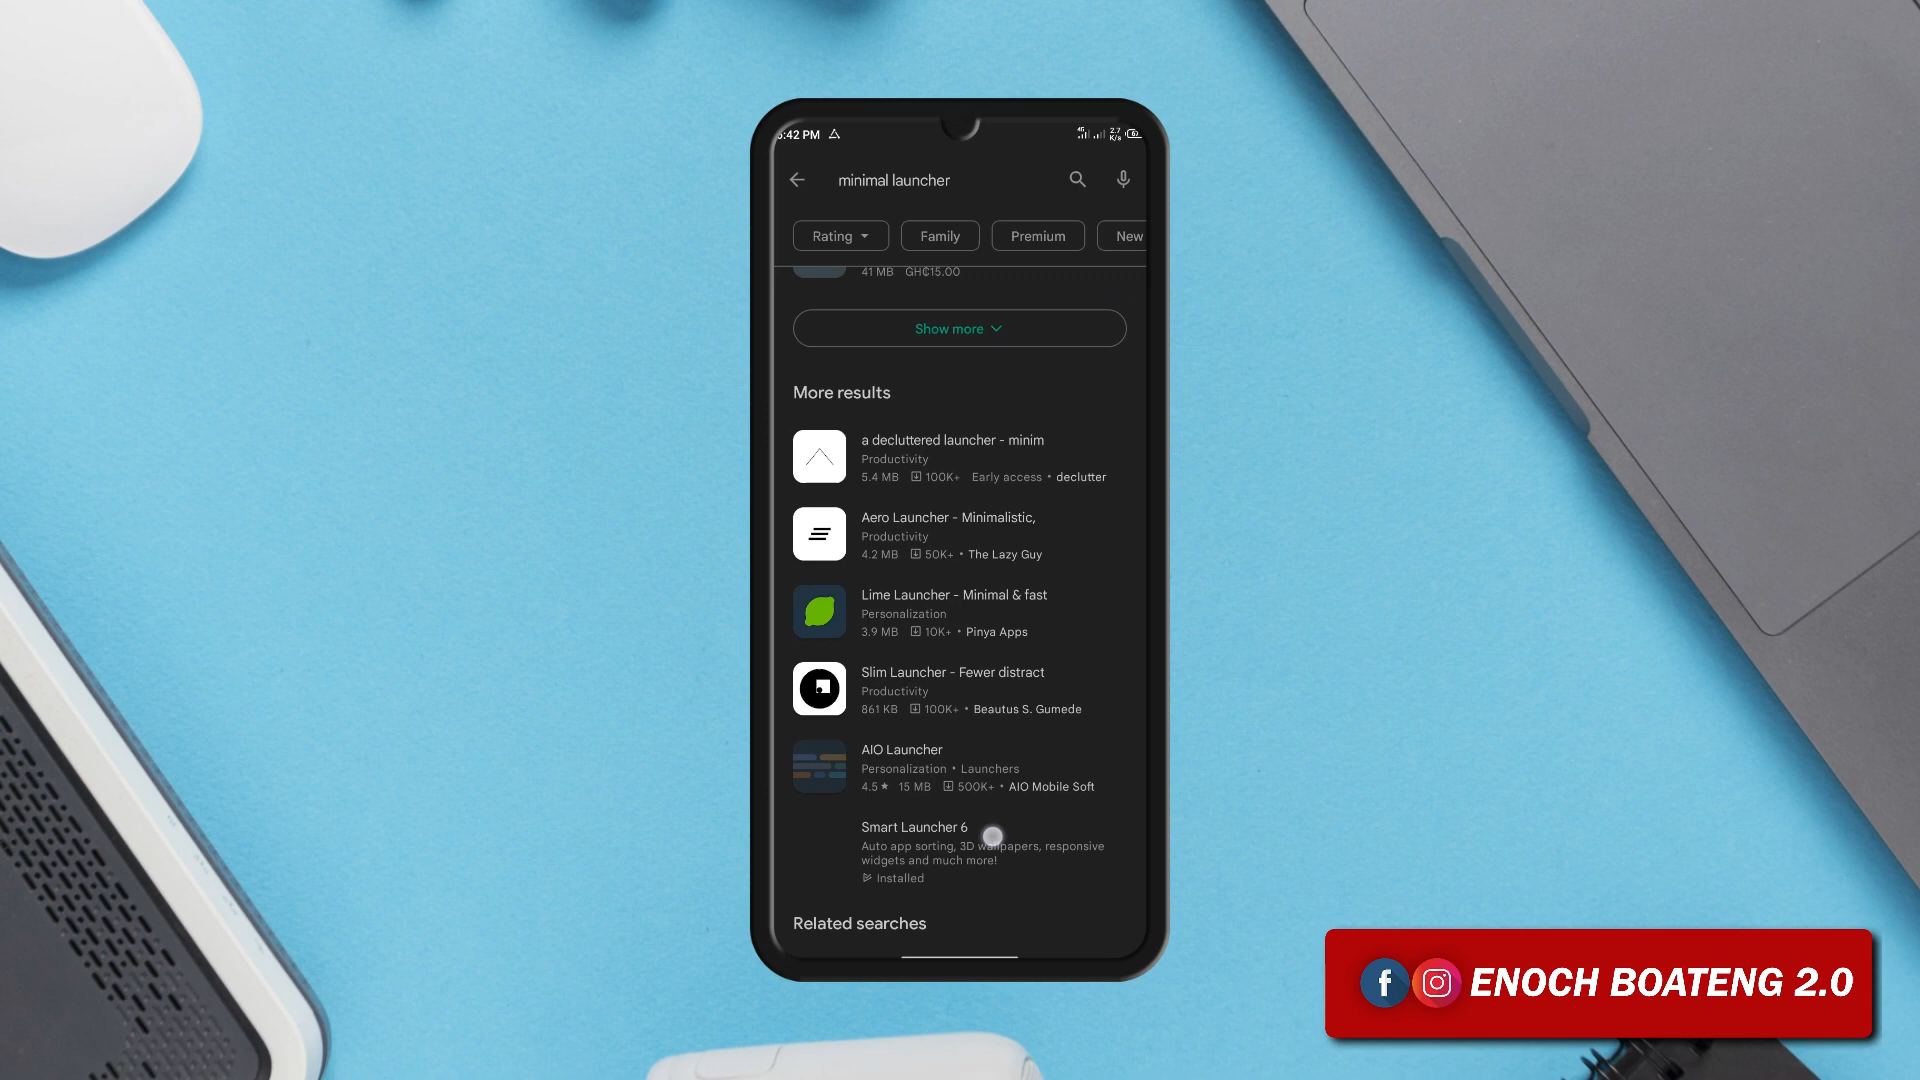 5:42 PM
4G 2.7 K/s
minimal launcher
Rating Family Premium New
41 MB GH₵15.00
Show more
More results
a decluttered launcher - minim
Productivity
5.4 MB 100K+ Early access • declutter
Aero Launcher - Minimalistic,
Productivity
4.2 MB 50K+ • The Lazy Guy
Lime Launcher - Minimal & fast
Personalization
3.9 MB 10K+ • Pinya Apps
Slim Launcher - Fewer distract
Productivity
861 KB 100K+ • Beautus S. Gumede
AIO Launcher
Personalization • Launchers
4.5★ 15 MB 500K+ • AIO Mobile Soft
Smart Launcher 6
Auto app sorting, 3D wallpapers, responsive
widgets and much more!
Installed
Related searches
ENOCH BOATENG 2.0